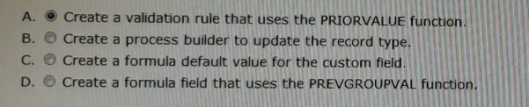 A. Create a validation rule that uses the PRIORVALUE function.
B. Create a process builder to update the record type.
C. Create a formula default value for the custom field.
D. Create a formula field that uses the PREVGROUPVAL function.